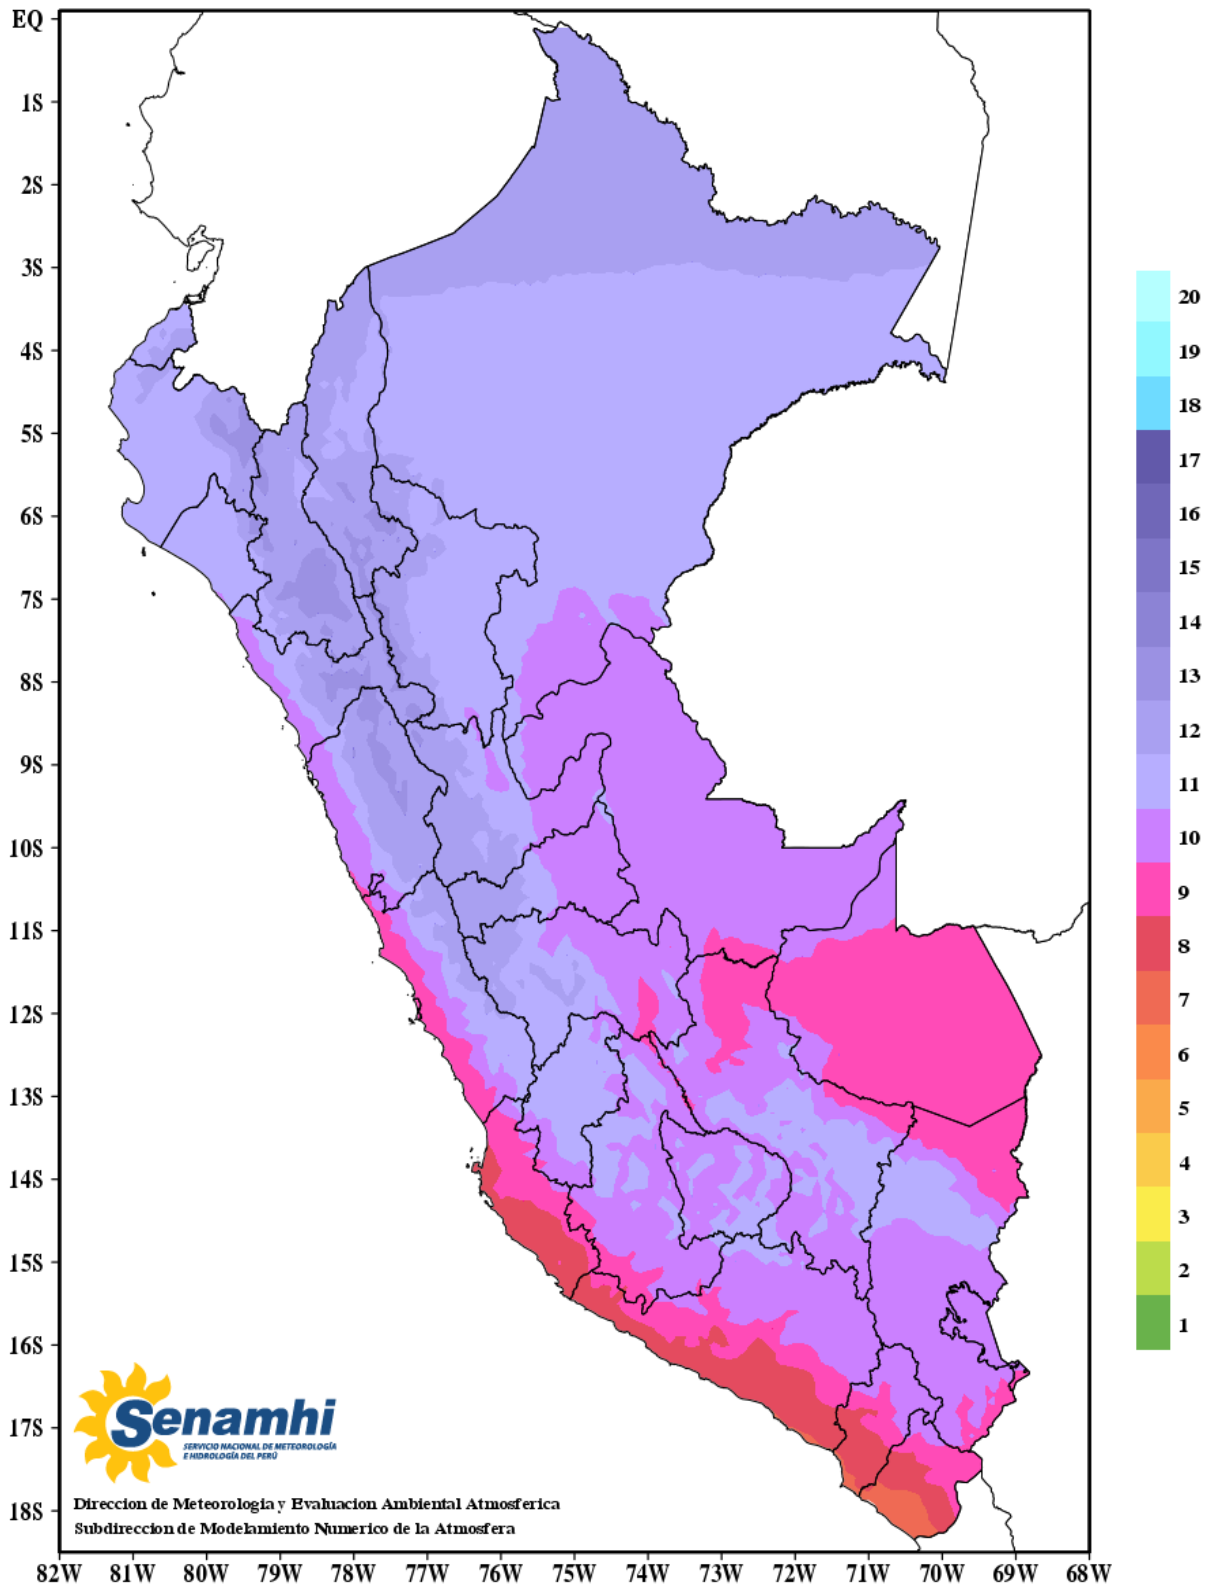 EQ
1S
2S
3S
4S
5S
6S
7S
8S
9S
10S
11S
12S
13S
14S
15S
16S
17S
18S
20
19
18
17
16
15
14
13
12
11
10
9
8
7
6
5
4
3
2
1
Senamhi
SERVICIO NACIONAL DE METEOROLOGÍA
E HIDROLOGÍA DEL PERÚ
Direccion de Meteorologia y Evaluacion Ambiental Atmosferica
Subdireccion de Modelamiento Numerico de la Atmosfera
82W 81W 80W 79W 78W 77W 76W 75W 74W 73W 72W 71W 70W 69W 68W